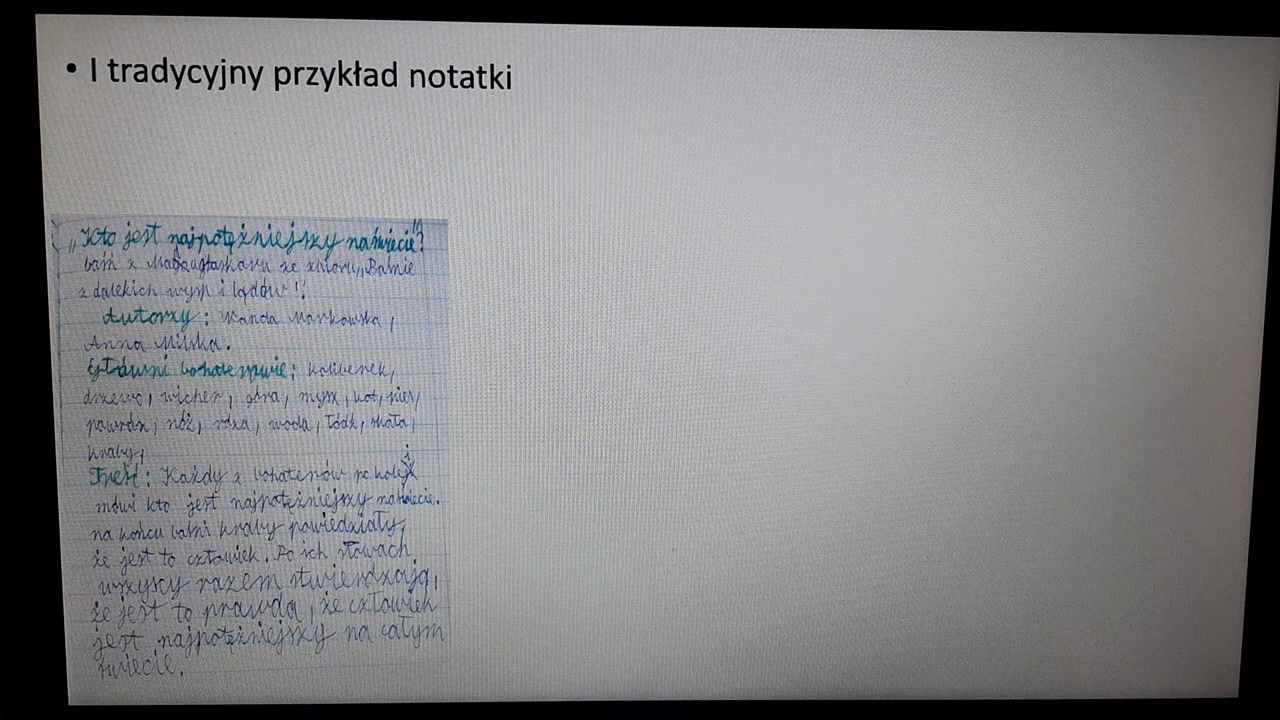 • I tradycyjny przykład notatki
„Kto jest najpotężniejszy na świecie"?
baśń z Madagaskaru ze zbioru „Baśnie
z dalekich wysp i lądów".
Autorzy: Wanda Markowska,
Anna Milska.
Główni bohaterowie: koliberek,
drzewo, wicher, góra, mysz, kot, pies,
powróz, nóż, rdza, woda, łódź, skała,
kraby,
Treść: Każdy z bohaterów po kolei
mówi kto jest najpotężniejszy na świecie.
na końcu baśni kraby powiedziały,
że jest to człowiek. Po ich słowach
wszyscy razem stwierdzają,
że jest to prawda, że człowiek
jest najpotężniejszy na całym
świecie.